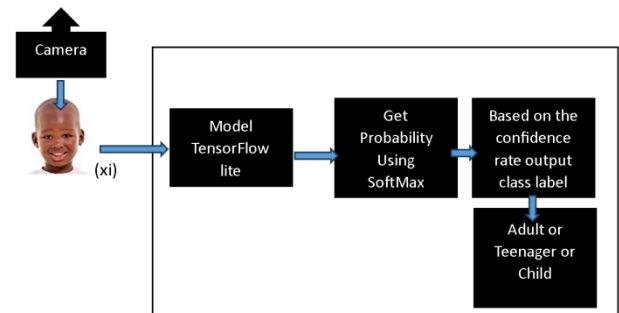 Camera
(xi)
Model
TensorFlow
lite
Get
Probability
Using
SoftMax
Based on the
confidence
rate output
class label
Adult or
Teenager or
Child